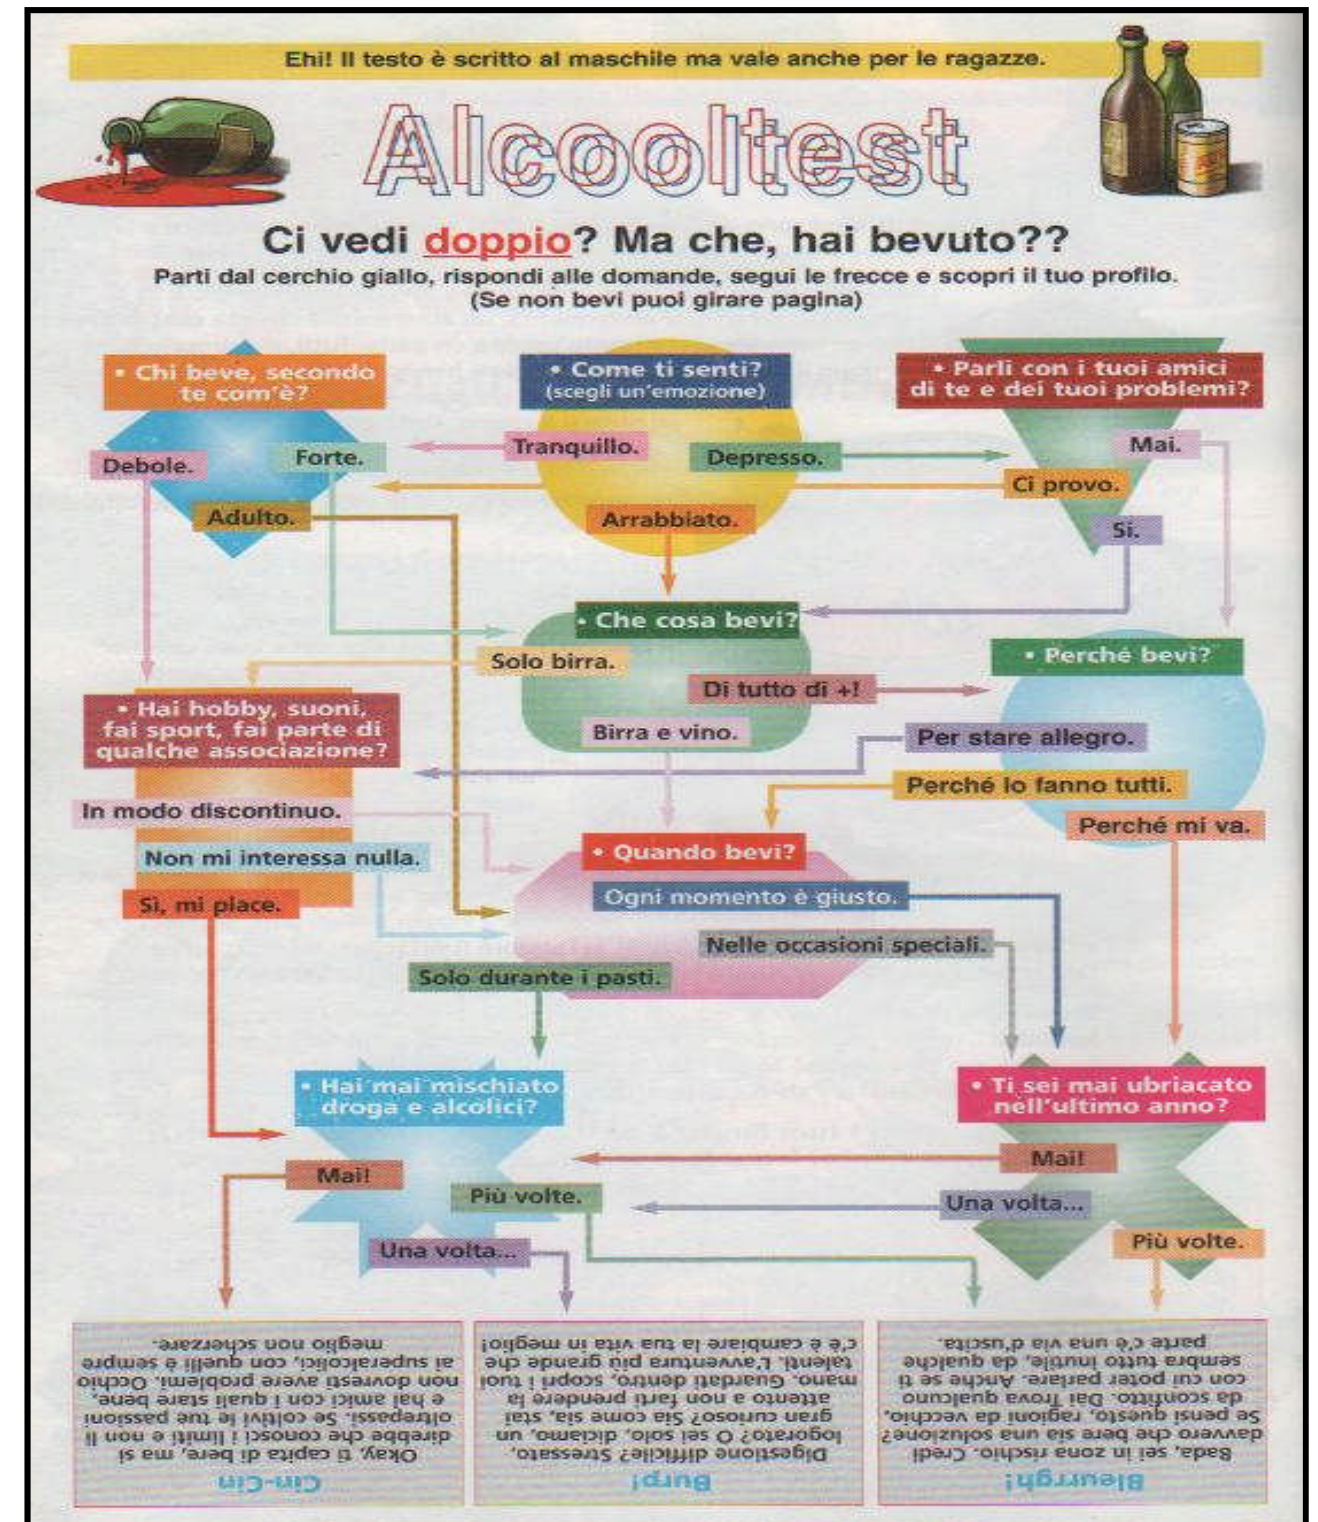 Ehi! Il testo è scritto al maschile ma vale anche per le ragazze.
Alcooltest
Ci vedi doppio? Ma che, hai bevuto??
Parti dal cerchio giallo, rispondi alle domande, segui le frecce e scopri il tuo profilo.
(Se non bevi puoi girare pagina)
• Chi beve, secondo
te com'è?
Debole.
Forte.
Adulto.
• Come ti senti?
(scegli un'emozione)
Tranquillo.
Depresso.
Arrabbiato.
• Parli con i tuoi amici
di te e dei tuoi problemi?
Mai.
Ci provo.
Si.
• Che cosa bevi?
Solo birra.
Di tutto di +!
Birra e vino.
• Perché bevi?
Per stare allegro.
Perché lo fanno tutti.
Perché mi va.
• Hai hobby, suoni,
fai sport, fai parte di
qualche associazione?
In modo discontinuo.
Non mi interessa nulla.
Sì, mi piace.
• Quando bevi?
Ogni momento è giusto.
Nelle occasioni speciali.
Solo durante i pasti.
• Hai mai mischiato
droga e alcolici?
Mai!
Più volte.
Una volta...
• Ti sei mai ubriacato
nell'ultimo anno?
Mai!
Una volta...
Più volte.
Cin-Cin
Okay, ti capita di bere, ma si
direbbe che conosci i limiti e non li
oltrepassi. Se coltivi le tue passioni
e hai amici con i quali stare bene,
non dovresti avere problemi. Occhio
ai superalcolici, con quelli è sempre
meglio non scherzare.
Burp!
Digestione difficile? Stressato,
logorato? O sei solo, diciamo, un
gran curioso? Sia come sia, stai
attento a non farti prendere la
mano. Guardati dentro, scopri i tuoi
talenti. L'avventura più grande che
c'è è cambiare la tua vita in meglio!
Bleurrgh!
Bada, sei in zona rischio. Credi
davvero che bere sia una soluzione?
Se pensi questo, ragioni da vecchio,
da sconfitto. Dai! Trova qualcuno
con cui poter parlare. Anche se ti
sembra tutto inutile, da qualche
parte c'è una via d'uscita.